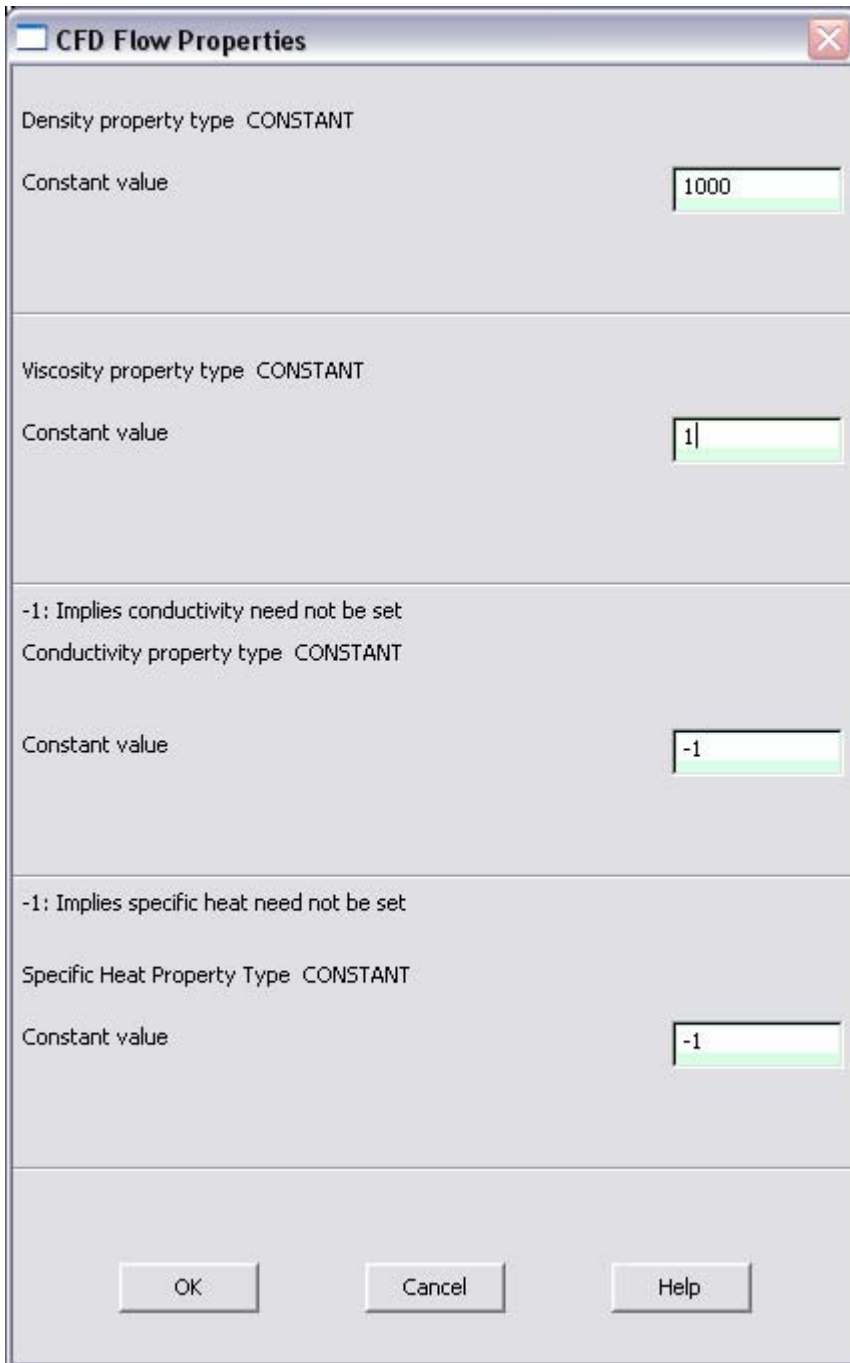 CFD Flow Properties
Density property type CONSTANT
Constant value 1000
Viscosity property type CONSTANT
Constant value 1
-1: Implies conductivity need not be set
Conductivity property type CONSTANT
Constant value -1
-1: Implies specific heat need not be set
Specific Heat Property Type CONSTANT
Constant value -1
OK Cancel Help